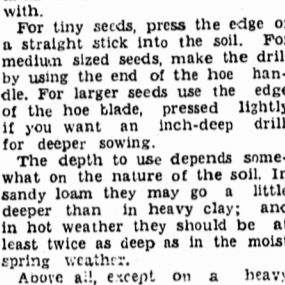 with.
For tiny seeds, press the edge of
a straight stick into the soil. For
medium sized seeds, make the drill
by using the end of the hoe han-
dle. For larger seeds use the edge
of the hoe blade, pressed lightly
if you want an inch-deep drill
for deeper sowing.
The depth to use depends some-
what on the nature of the soil. In
sandy loam they may go a little
deeper than in heavy clay; and
in hot weather they should be at
least twice as deep as in the moist
spring weather.
Above all, except on a heavy